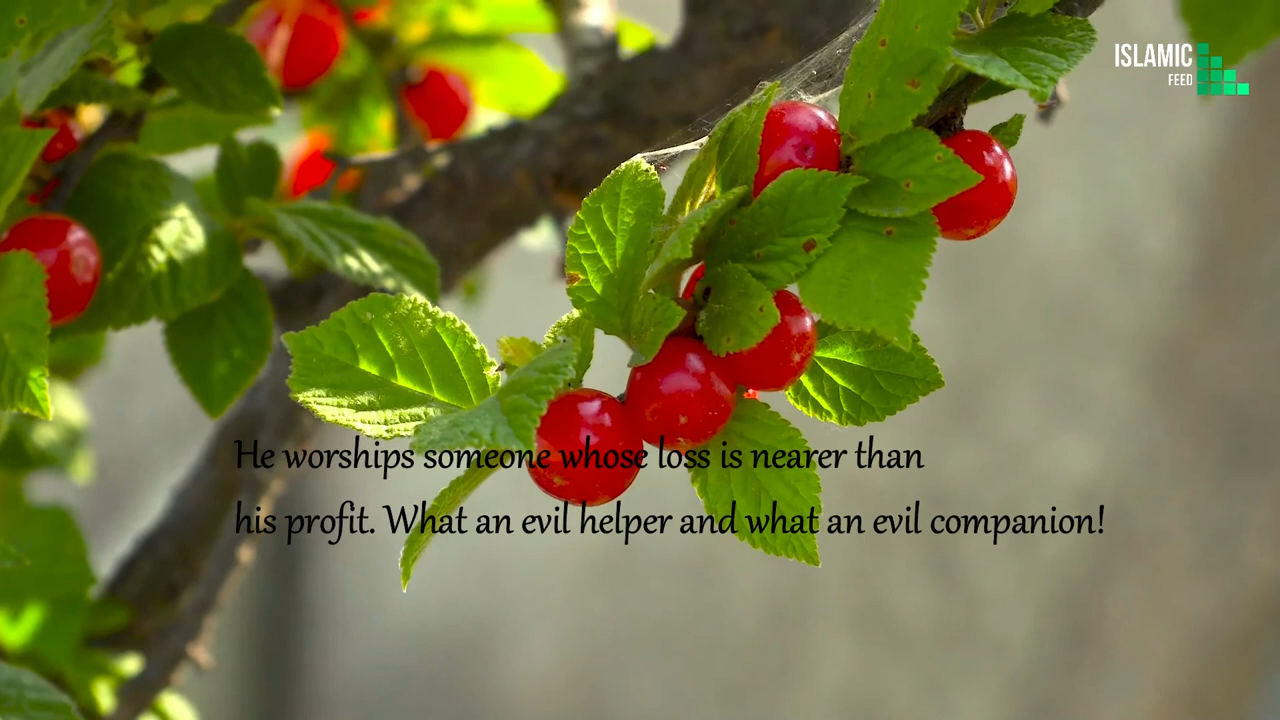 ISLAMIC
FEED
He worships someone whose loss is nearer than
his profit. What an evil helper and what an evil companion!